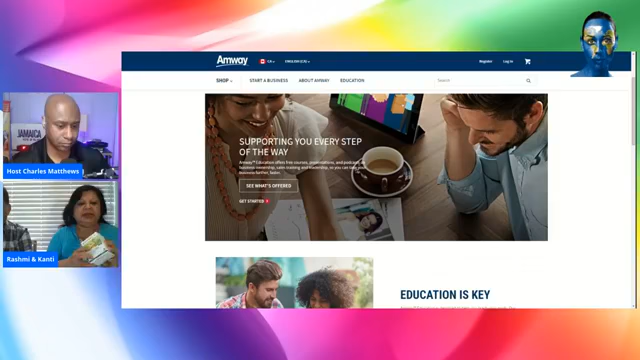 Amway
CA
ENGLISH (CA)
Register
Log in
SHOP
START A BUSINESS
ABOUT AMWAY
EDUCATION
Search
SUPPORTING YOU EVERY STEP
OF THE WAY
SEE WHAT'S OFFERED
GET STARTED
JAMAICA
Host Charles Matthews
Rashmi & Kanti
EDUCATION IS KEY